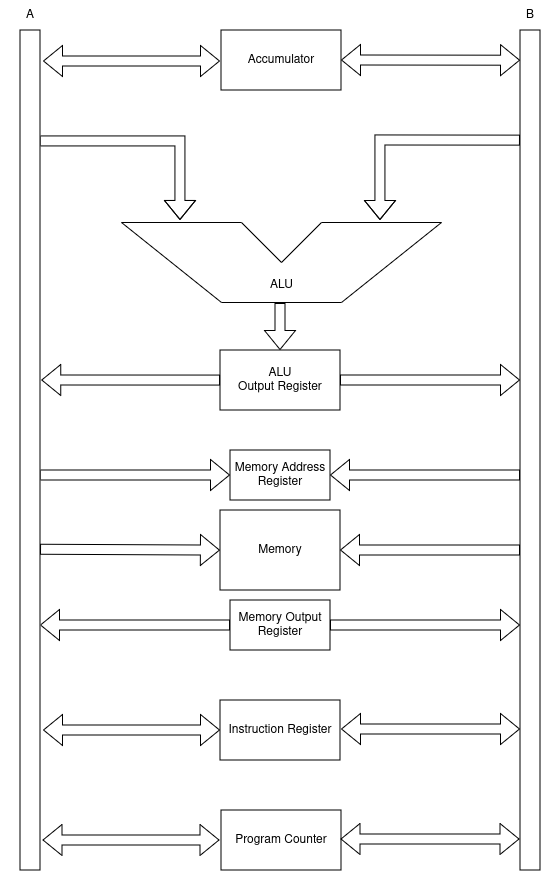 A
B
Accumulator
ALU
ALU
Output Register
Memory Address
Register
Memory
Memory Output
Register
Instruction Register
Program Counter